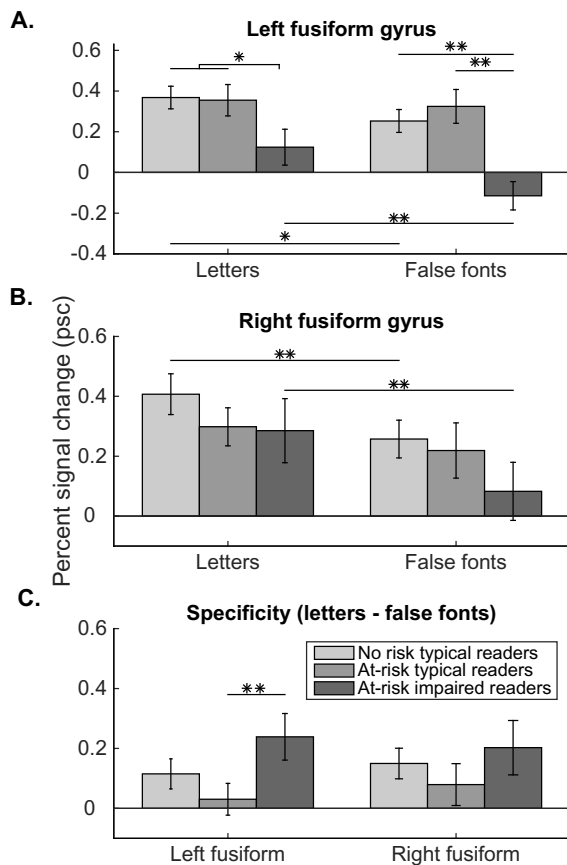 A.
Left fusiform gyrus
0.6
0.4
0.2
0
-0.2
-0.4
*
**
**
**
*
Letters
False fonts
B.
Right fusiform gyrus
Percent signal change (psc)
0.6
0.4
0.2
0
**
**
Letters
False fonts
C.
Specificity (letters - false fonts)
0.6
0.4
0.2
0
No risk typical readers
At-risk typical readers
At-risk impaired readers
**
Left fusiform
Right fusiform